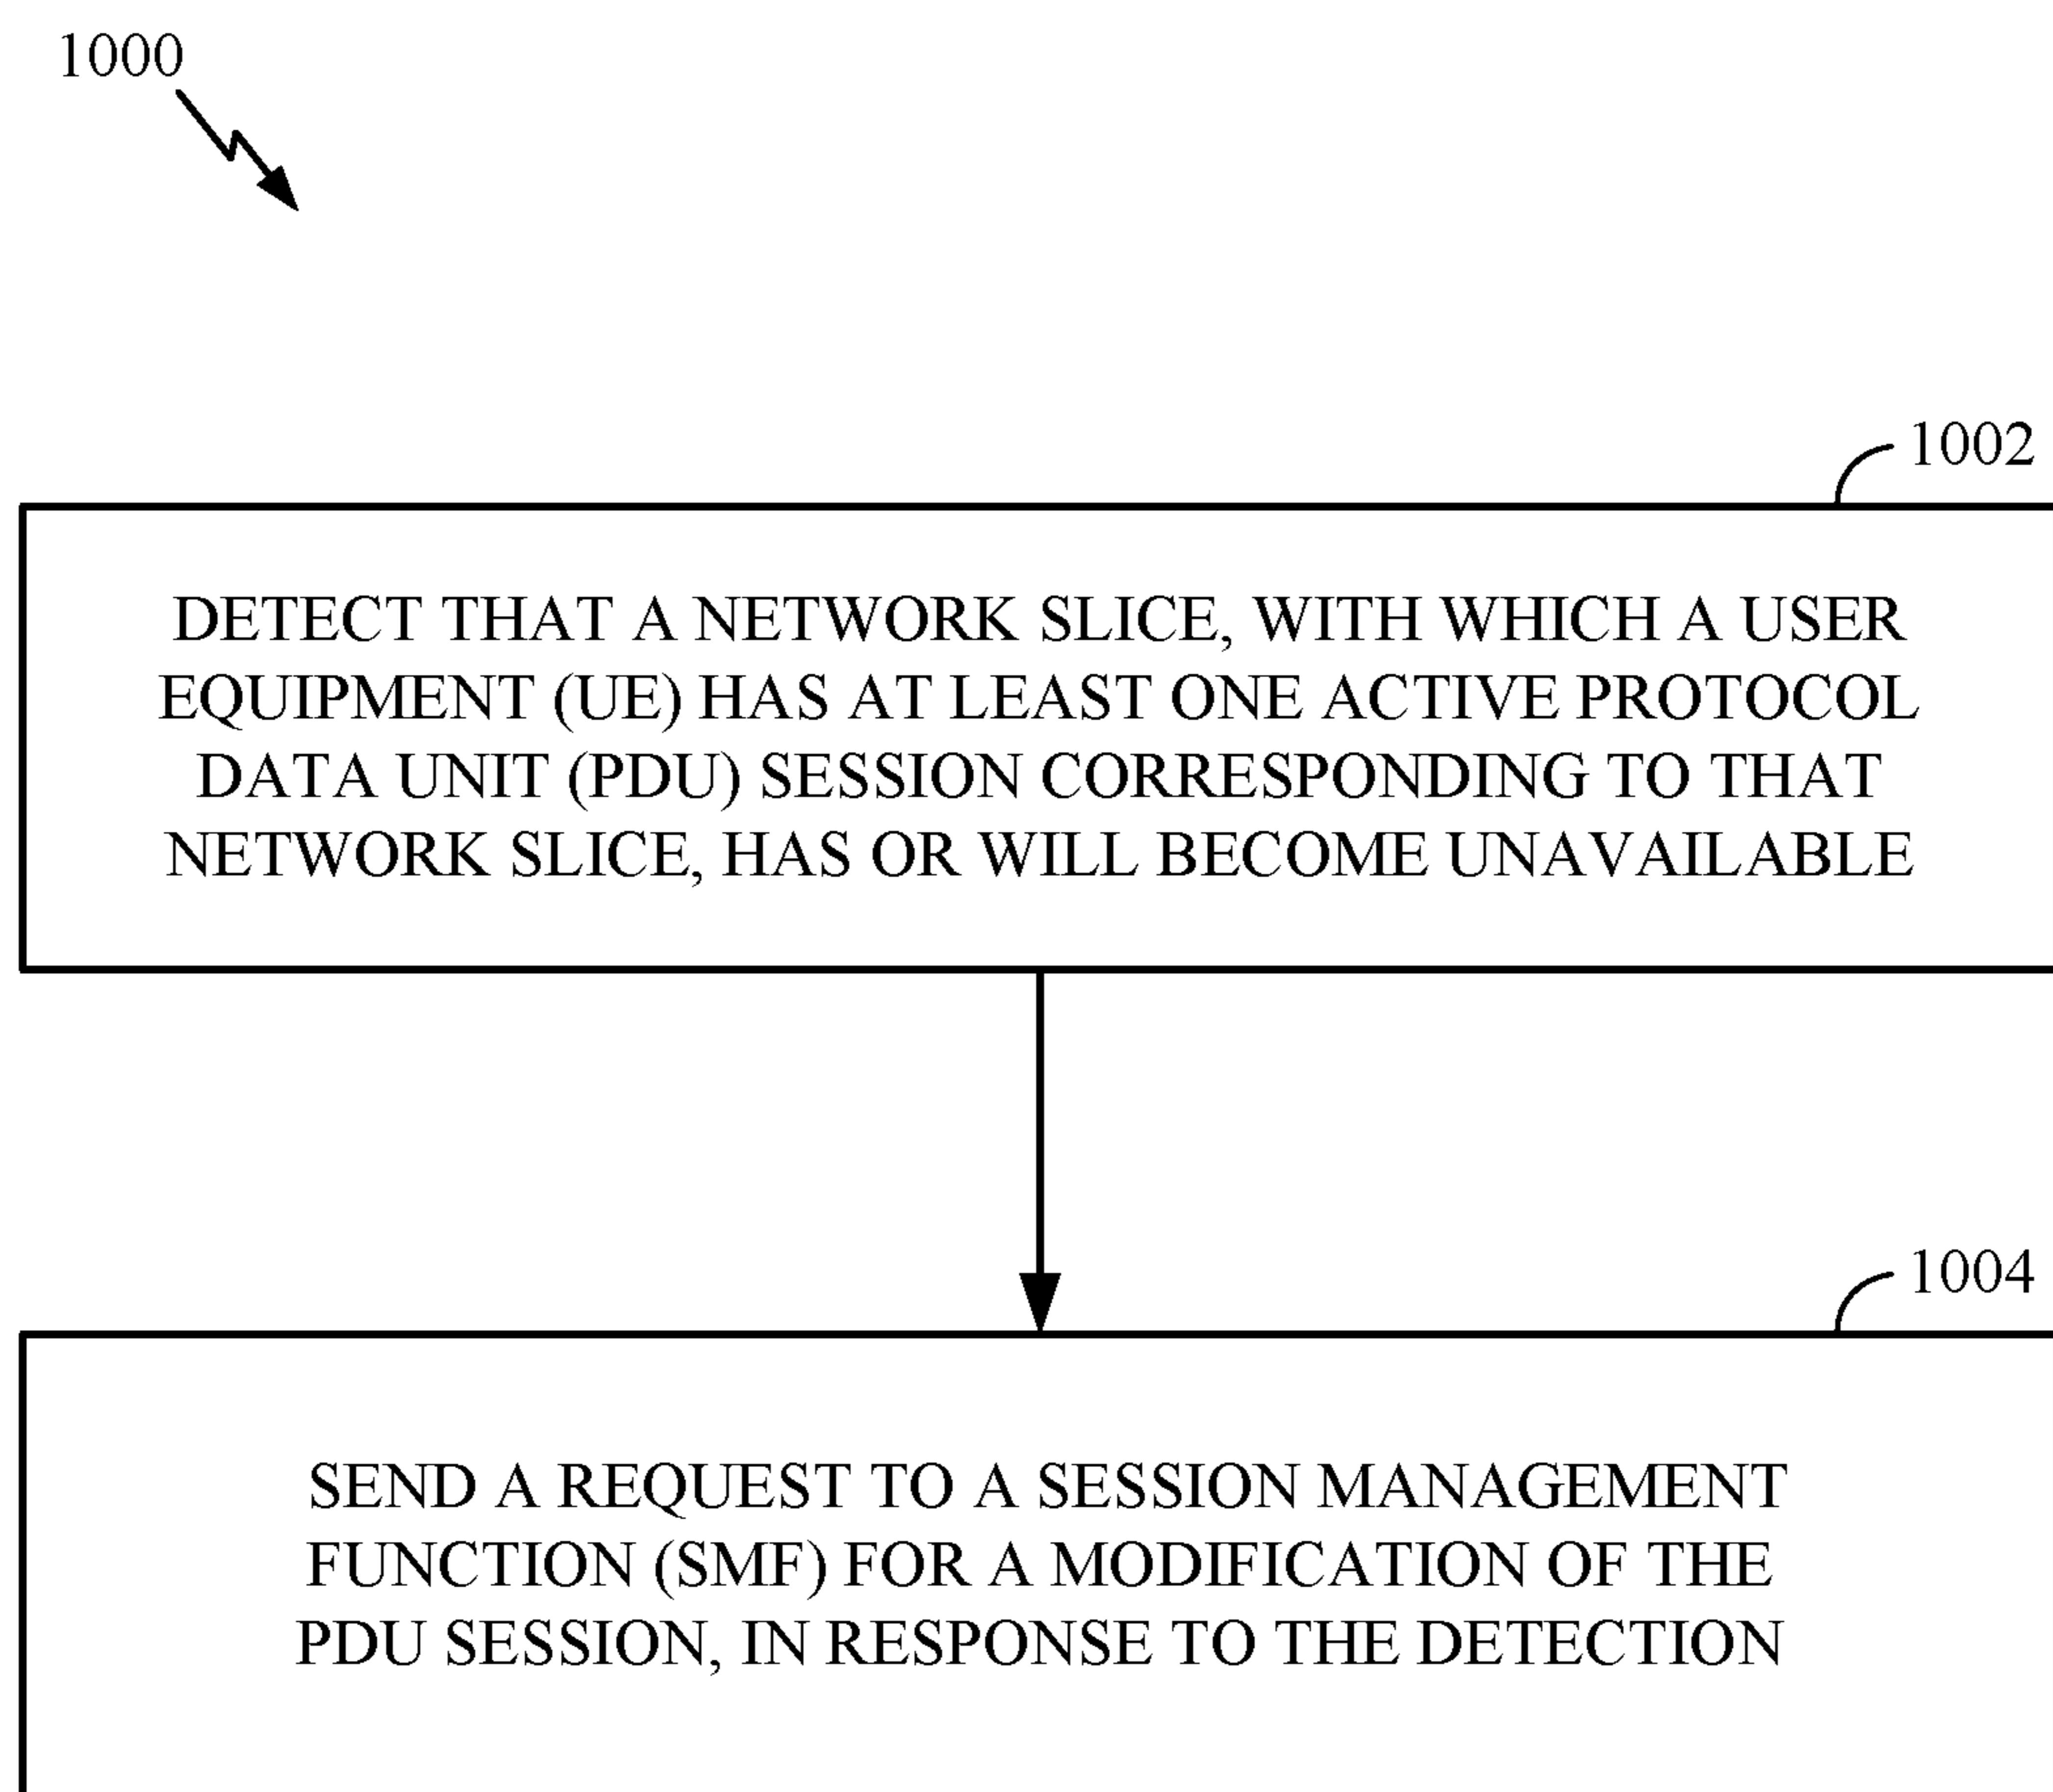 1000
1002
DETECT THAT A NETWORK SLICE, WITH WHICH A USER
EQUIPMENT (UE) HAS AT LEAST ONE ACTIVE PROTOCOL
DATA UNIT (PDU) SESSION CORRESPONDING TO THAT
NETWORK SLICE, HAS OR WILL BECOME UNAVAILABLE
1004
SEND A REQUEST TO A SESSION MANAGEMENT
FUNCTION (SMF) FOR A MODIFICATION OF THE
PDU SESSION, IN RESPONSE TO THE DETECTION